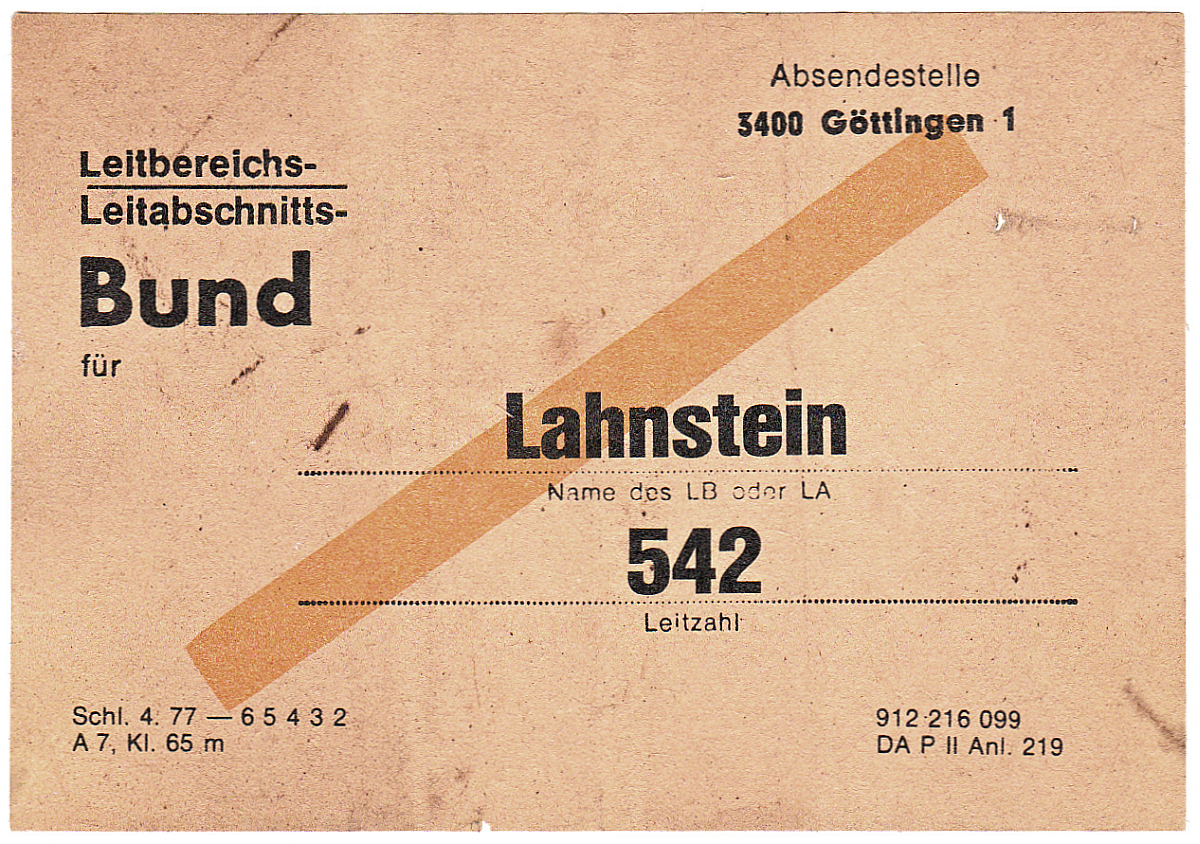 Absendestelle
3400 Göttingen 1
Leitbereichs-
Leitabschnitts-
Bund
für
Lahnstein
Name des LB oder LA
542
Leitzahl
Schl. 4. 77 — 6 5 4 3 2
A 7, Kl. 65 m
912 216 099
DA P II Anl. 219